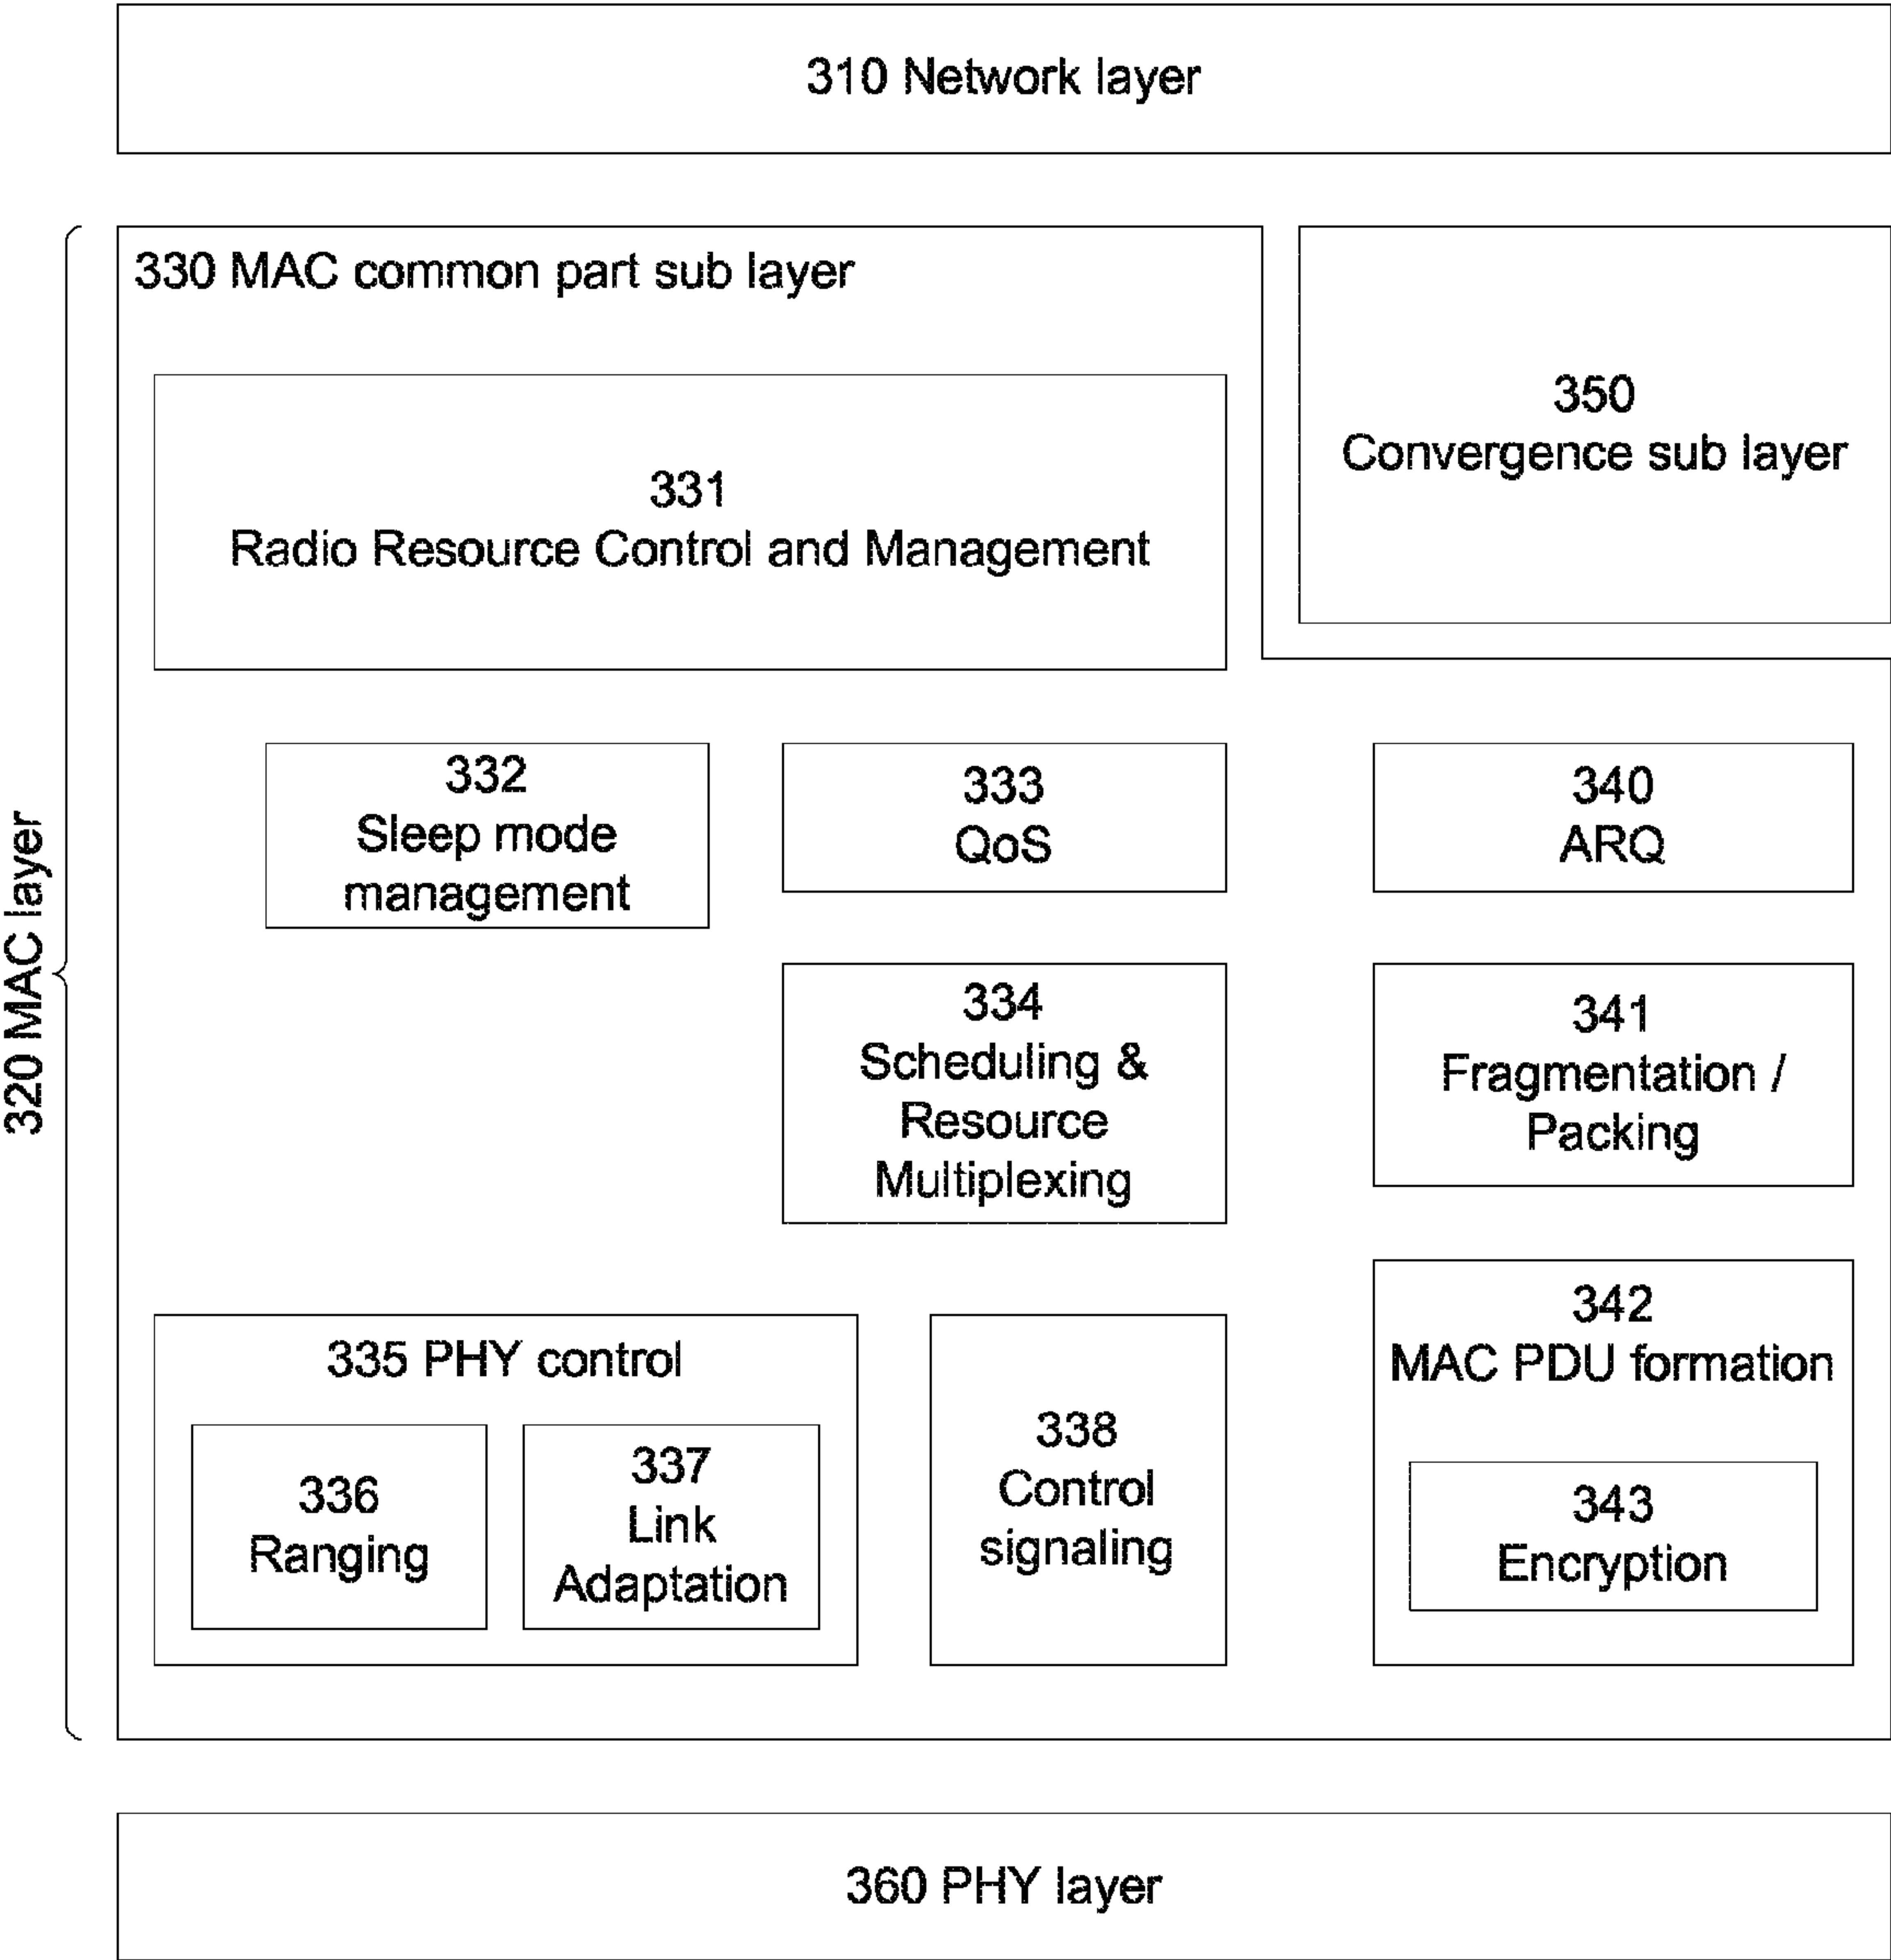 310 Network layer
320 MAC layer
330 MAC common part sub layer
350
Convergence sub layer
331
Radio Resource Control and Management
332
Sleep mode
management
333
QoS
340
ARQ
334
Scheduling &
Resource
Multiplexing
341
Fragmentation /
Packing
335 PHY control
336
Ranging
337
Link
Adaptation
338
Control
signaling
342
MAC PDU formation
343
Encryption
360 PHY layer